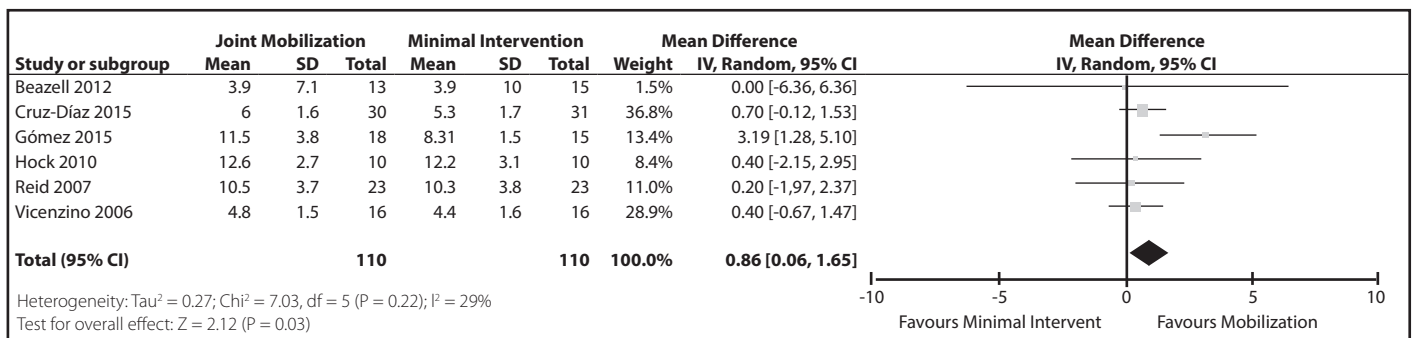 Joint Mobilization Minimal Intervention Mean Difference Mean Difference
Study or subgroup Mean SD Total Mean SD Total Weight IV, Random, 95% CI IV, Random, 95% CI
Beazell 2012 3.9 7.1 13 3.9 10 15 1.5% 0.00 [-6.36, 6.36]
Cruz-Díaz 2015 6 1.6 30 5.3 1.7 31 36.8% 0.70 [-0.12, 1.53]
Gómez 2015 11.5 3.8 18 8.31 1.5 15 13.4% 3.19 [1.28, 5.10]
Hock 2010 12.6 2.7 10 12.2 3.1 10 8.4% 0.40 [-2.15, 2.95]
Reid 2007 10.5 3.7 23 10.3 3.8 23 11.0% 0.20 [-1,97, 2.37]
Vicenzino 2006 4.8 1.5 16 4.4 1.6 16 28.9% 0.40 [-0.67, 1.47]
Total (95% CI) 110 110 100.0% 0.86 [0.06, 1.65]
Heterogeneity: Tau² = 0.27; Chi² = 7.03, df = 5 (P = 0.22); I² = 29%
Test for overall effect: Z = 2.12 (P = 0.03)
-10 -5 0 5 10
Favours Minimal Intervent Favours Mobilization